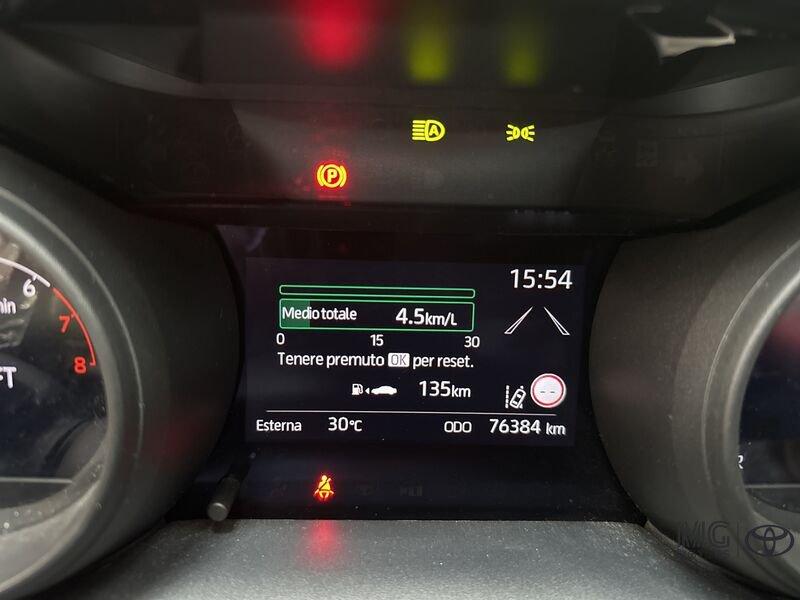 A
P
15:54
Medio totale 4.5km/L
0 15 30
Tenere premuto OK per reset.
135km
--
Esterna 30°C ODO 76384 km
6
7
8
MG